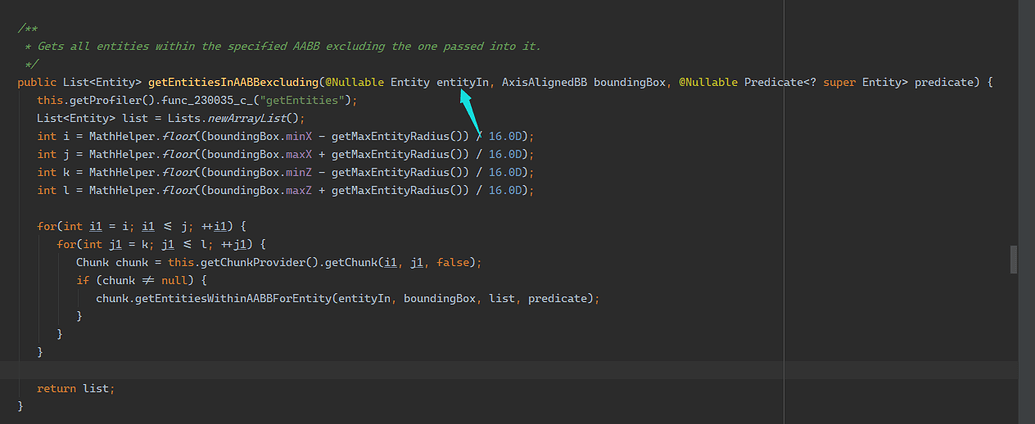 /**
* Gets all entities within the specified AABB excluding the one passed into it.
*/
public List<Entity> getEntitiesInAABBexcluding(@Nullable Entity entityIn, AxisAlignedBB boundingBox, @Nullable Predicate<? super Entity> predicate) {
this.getProfiler().func_230035_c_("getEntities");
List<Entity> list = Lists.newArrayList();
int i = MathHelper.floor((boundingBox.minX - getMaxEntityRadius()) / 16.0D);
int j = MathHelper.floor((boundingBox.maxX + getMaxEntityRadius()) / 16.0D);
int k = MathHelper.floor((boundingBox.minZ - getMaxEntityRadius()) / 16.0D);
int l = MathHelper.floor((boundingBox.maxZ + getMaxEntityRadius()) / 16.0D);
for(int i1 = i; i1 ≤ j; ++i1) {
for(int j1 = k; j1 ≤ l; ++j1) {
Chunk chunk = this.getChunkProvider().getChunk(i1, j1, false);
if (chunk ≠ null) {
chunk.getEntitiesWithinAABBForEntity(entityIn, boundingBox, list, predicate);
}
}
}
return list;
}